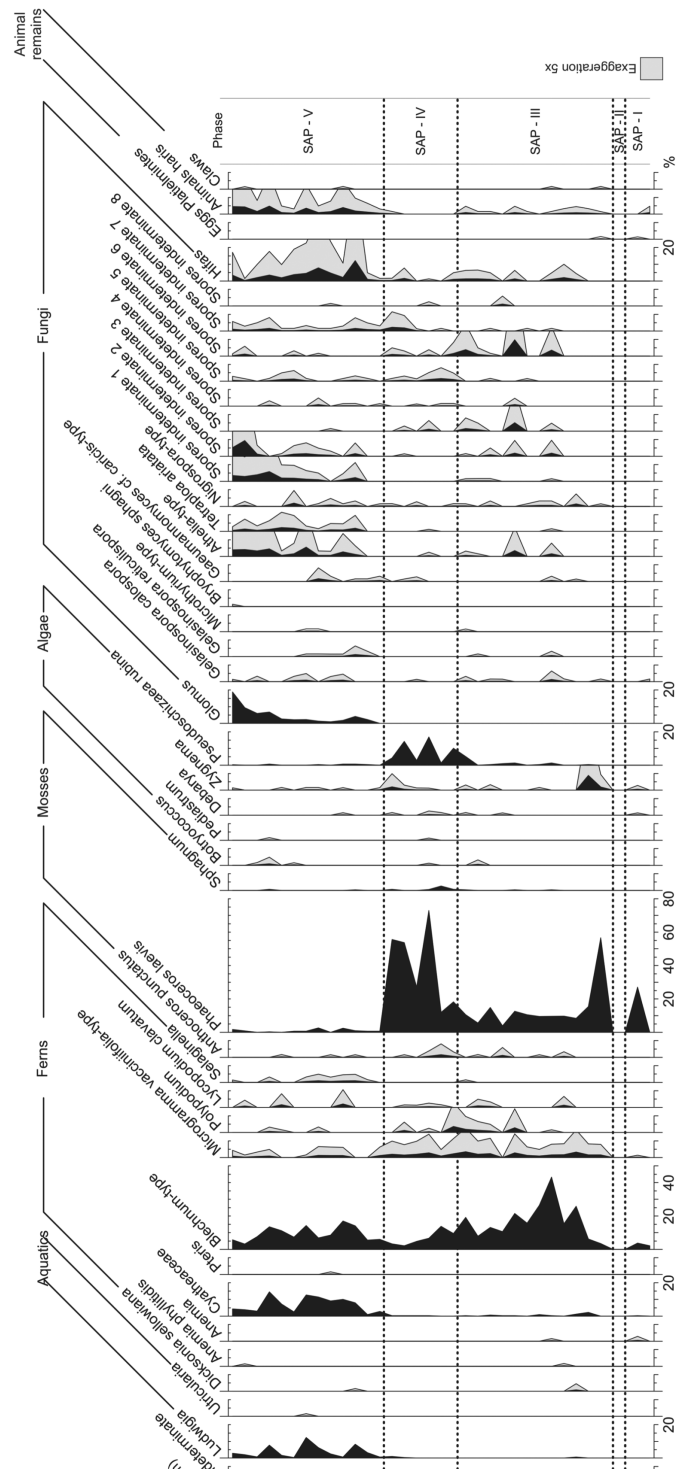 Animal
remains
Fungi
Algae
Mosses
Ferns
Aquatics
Exaggeration 5x
Phase
SAP - V
SAP - IV
SAP - III
SAP - II
SAP - I
%
Claws
Animals haris
Eggs Platielmintes
Hifas
Spores indeterminate 8
Spores indeterminate 7
Spores indeterminate 6
Spores indeterminate 5
Spores indeterminate 4
Spores indeterminate 3
Spores indeterminate 2
Spores indeterminate 1
Nigrospora-type
Tetraploa ariatata
Athelia-type
Gaeumannomyces cf. caricis-type
Bryophytomyces sphagni
Microthyrium-type
Gelasinospora reticulispora
Gelasinospora calospora
Glomus
Pseudoschizaea rubina
Zygnema
Debarya
Pediastrum
Botryococcus
Sphagnum
Phaeoceros laevis
Anthoceros punctatus
Selaginella
Lycopodium clavatum
Polypodium
Microgramma vacciniifolia-type
Blechnum-type
Pteris
Cyatheaceae
Anemia
Anemia phyllitidis
Dicksonia sellowiana
Utricularia
Ludwigia
determinate
20
20
80
60
40
20
40
20
20
20